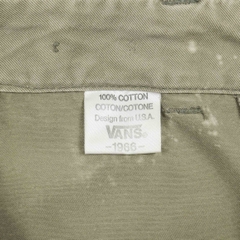 100% COTTON
COTON/COTONE
Design from U.S.A.
VANS®
-1966-